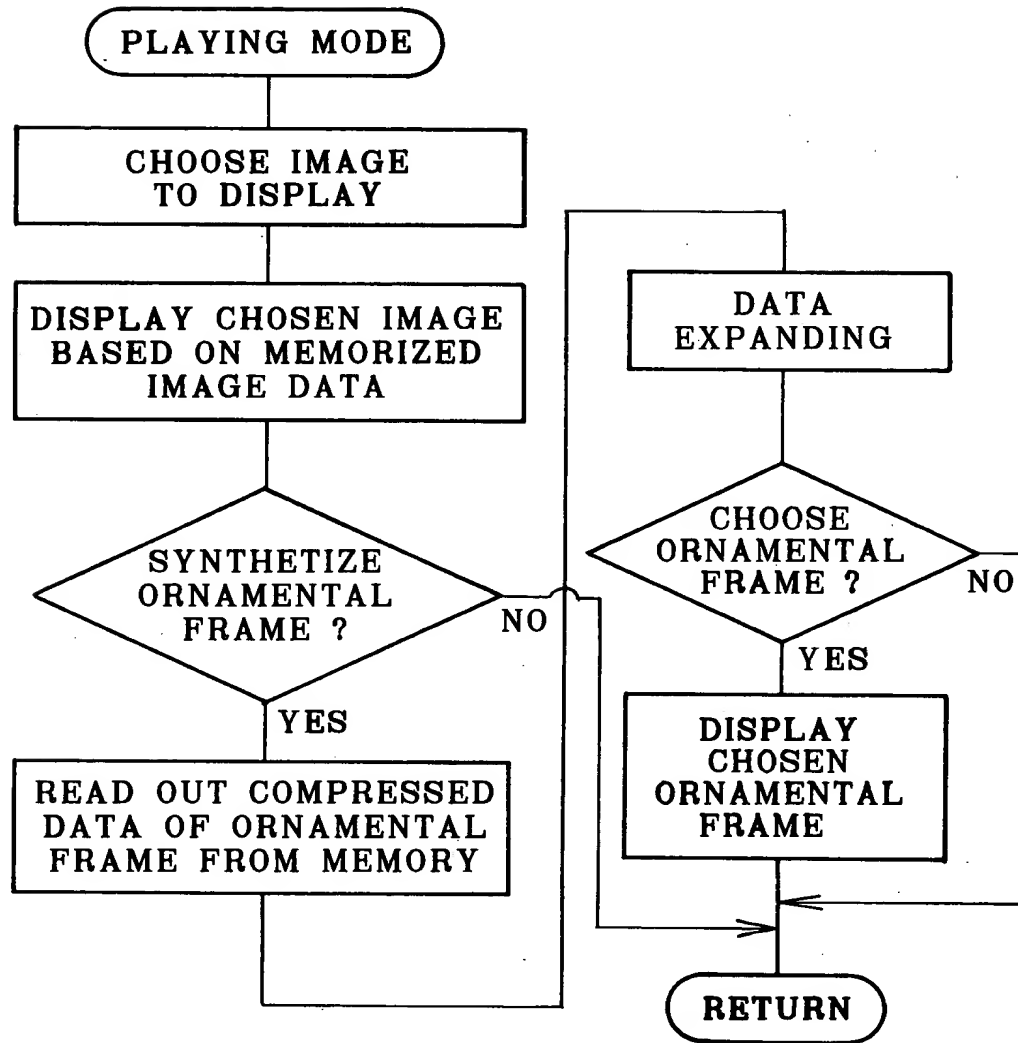 PLAYING MODE
CHOOSE IMAGE
TO DISPLAY
DISPLAY CHOSEN IMAGE
BASED ON MEMORIZED
IMAGE DATA
SYNTHETIZE
ORNAMENTAL
FRAME ?
NO
YES
READ OUT COMPRESSED
DATA OF ORNAMENTAL
FRAME FROM MEMORY
DATA
EXPANDING
CHOOSE
ORNAMENTAL
FRAME ?
NO
YES
DISPLAY
CHOSEN
ORNAMENTAL
FRAME
RETURN